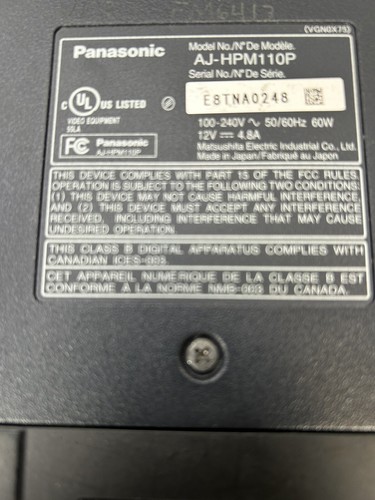 (VGN0X75)
Panasonic
Model No./N° De Modèle.
AJ-HPM110P
Serial No./N° De Série.
E8TNA0248
C UL US LISTED
VIDEO EQUIPMENT
55LA
100-240V ~ 50/60Hz 60W
12V ⎓ 4.8A
Matsushita Electric Industrial Co., Ltd.
Made in Japan/Fabriqué au Japon
FC Panasonic
AJ-HPM110P
THIS DEVICE COMPLIES WITH PART 15 OF THE FCC RULES.
OPERATION IS SUBJECT TO THE FOLLOWING TWO CONDITIONS:
(1) THIS DEVICE MAY NOT CAUSE HARMFUL INTERFERENCE,
AND (2) THIS DEVICE MUST ACCEPT ANY INTERFERENCE
RECEIVED, INCLUDING INTERFERENCE THAT MAY CAUSE
UNDESIRED OPERATION.
THIS CLASS B DIGITAL APPARATUS COMPLIES WITH
CANADIAN ICES-003.
CET APPAREIL NUMÉRIQUE DE LA CLASSE B EST
CONFORME À LA NORME NMB-003 DU CANADA.